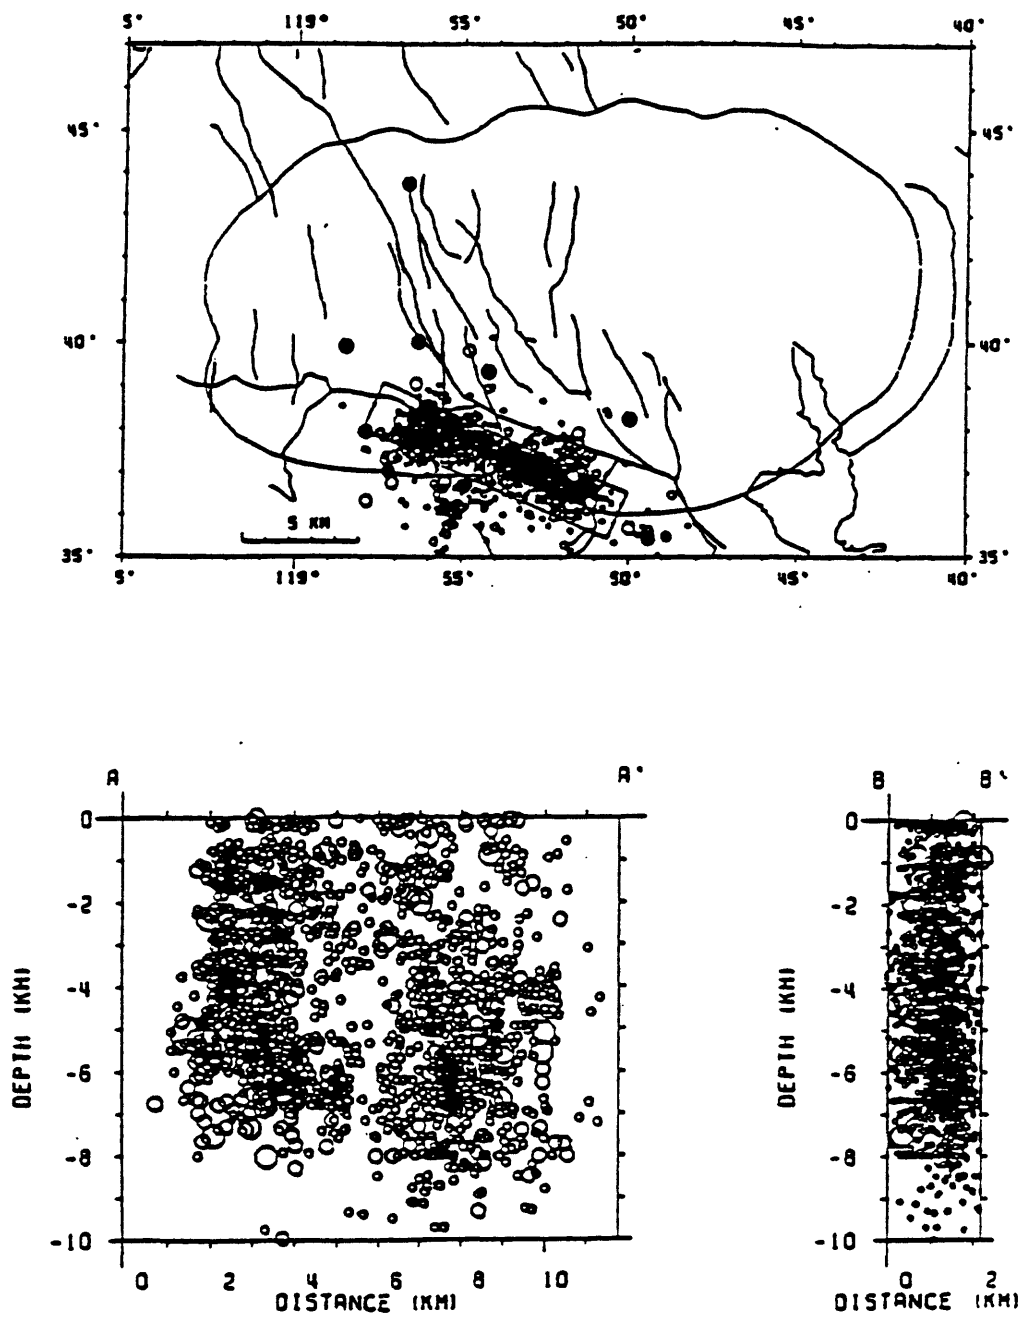 5' 119° 55' 50' 45' 40'
45' 45'
40' 40'
5 KM
35' 35'
5' 119° 55' 50' 45' 40'
A A'
B B'
0
-2
-4
-6
-8
-10
DEPTH (KM)
0 2 4 6 8 10
DISTANCE (KM)
0
-2
-4
-6
-8
-10
DEPTH (KM)
0 2
DISTANCE (KM)